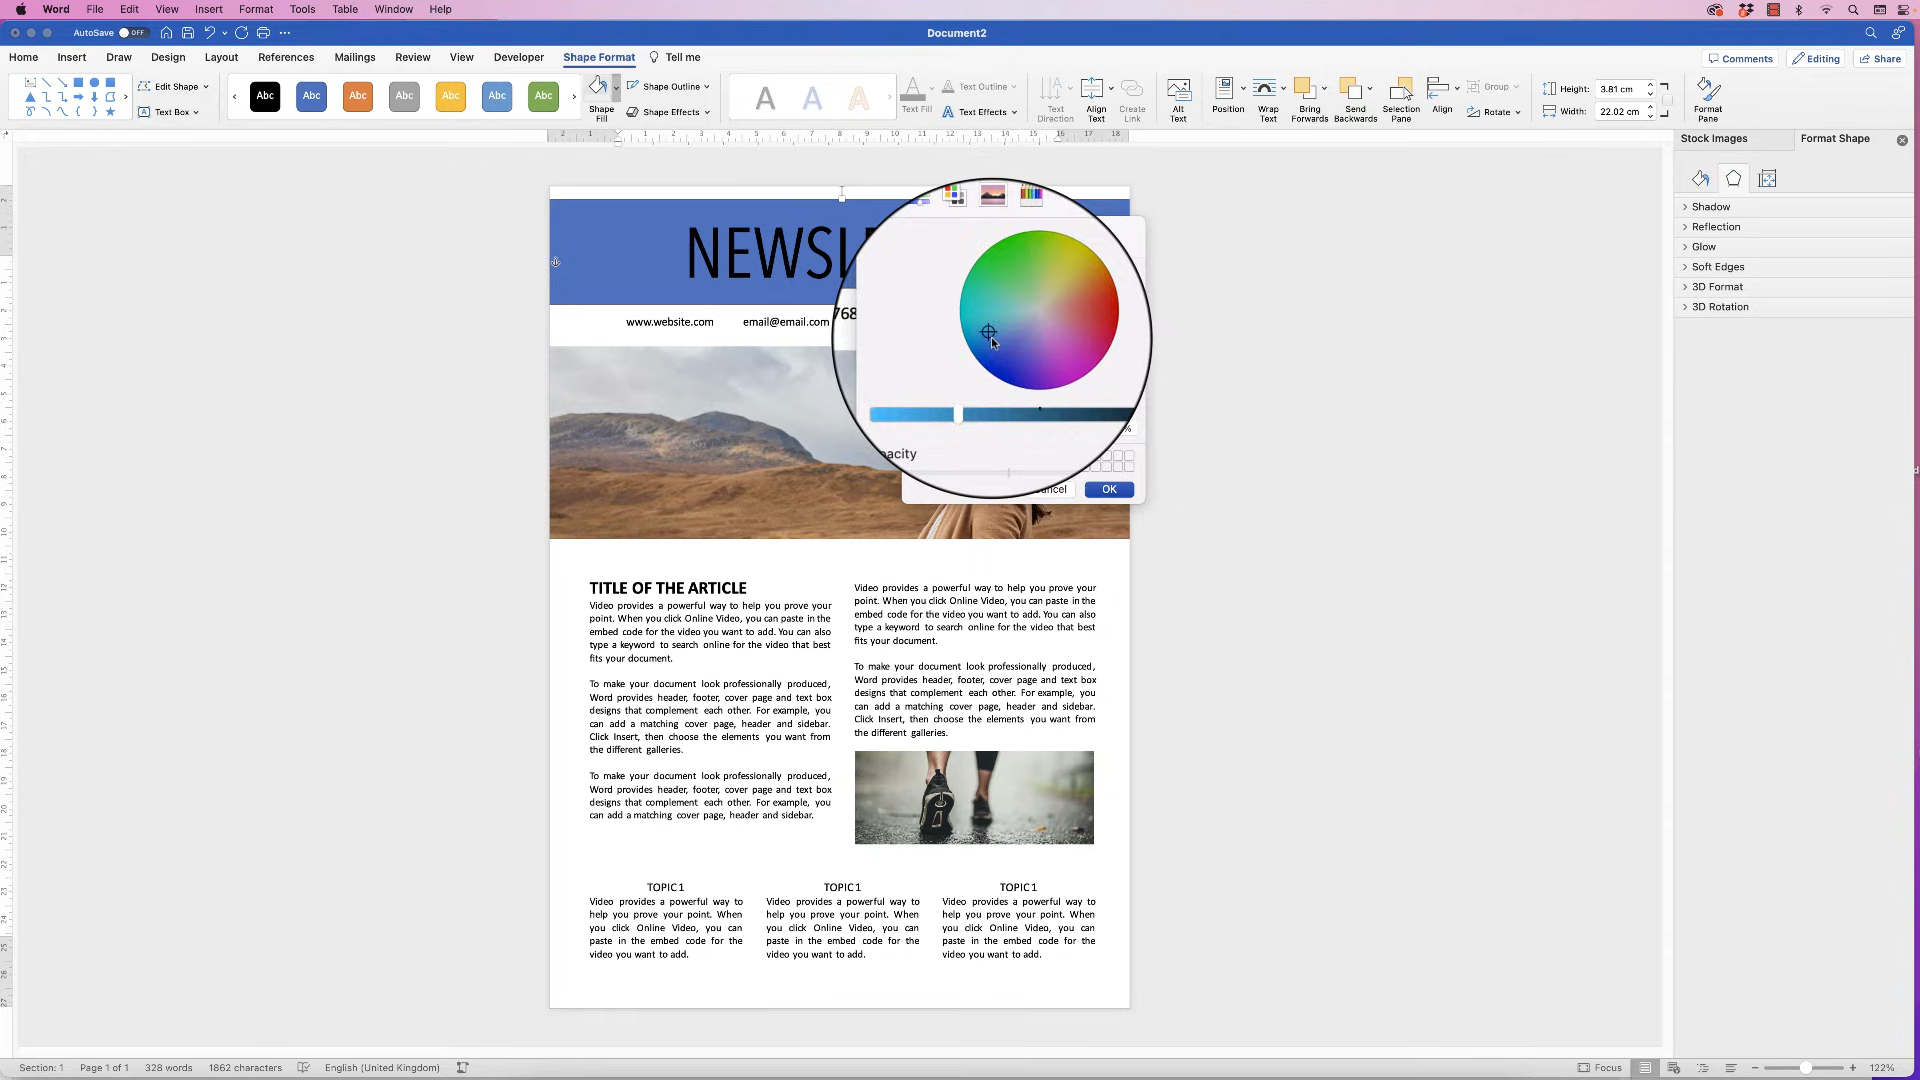 Word File Edit View Insert Format Tools Table Window Help
AutoSave OFF
Document2
Home Insert Draw Design Layout References Mailings Review View Developer Shape Format Tell me
Comments Editing Share
Edit Shape
Text Box
Abc Abc Abc Abc Abc Abc Abc
Shape Fill
Shape Outline
Shape Effects
A A A
Text Fill
Text Outline
Text Effects
Text Direction
Align Text
Create Link
Alt Text
Position
Wrap Text
Bring Forwards
Send Backwards
Selection Pane
Align
Group
Rotate
Height: 3.81 cm
Width: 22.02 cm
Format Pane
2 1 1 2 3 4 5 6 7 8 9 10 11 12 13 14 15 16 17 18
Stock Images Format Shape
Shadow
Reflection
Glow
Soft Edges
3D Format
3D Rotation
NEWSL
www.website.com email@email.com 768
%
pacity
ancel OK
TITLE OF THE ARTICLE
Video provides a powerful way to help you prove your
point. When you click Online Video, you can paste in the
embed code for the video you want to add. You can also
type a keyword to search online for the video that best
fits your document.
To make your document look professionally produced,
Word provides header, footer, cover page and text box
designs that complement each other. For example, you
can add a matching cover page, header and sidebar.
Click Insert, then choose the elements you want from
the different galleries.
To make your document look professionally produced,
Word provides header, footer, cover page and text box
designs that complement each other. For example, you
can add a matching cover page, header and sidebar.
Video provides a powerful way to help you prove your
point. When you click Online Video, you can paste in the
embed code for the video you want to add. You can also
type a keyword to search online for the video that best
fits your document.
To make your document look professionally produced,
Word provides header, footer, cover page and text box
designs that complement each other. For example, you
can add a matching cover page, header and sidebar.
Click Insert, then choose the elements you want from
the different galleries.
TOPIC 1
Video provides a powerful way to
help you prove your point. When
you click Online Video, you can
paste in the embed code for the
video you want to add.
TOPIC 1
Video provides a powerful way to
help you prove your point. When
you click Online Video, you can
paste in the embed code for the
video you want to add.
TOPIC 1
Video provides a powerful way to
help you prove your point. When
you click Online Video, you can
paste in the embed code for the
video you want to add.
Section: 1 Page 1 of 1 328 words 1862 characters English (United Kingdom)
Focus 122%